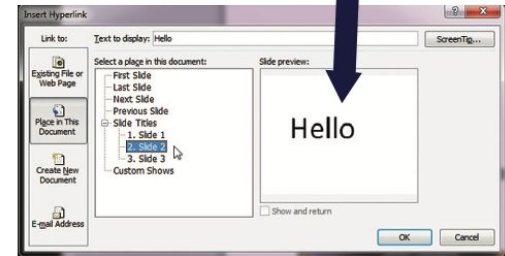 Insert Hyperlink
Link to:
Text to display: Hello
ScreenTip...
Existing File or
Web Page
Place in This
Document
Create New
Document
E-mail Address
Select a place in this document:
First Slide
Last Slide
Next Slide
Previous Slide
Slide Titles
1. Slide 1
2. Slide 2
3. Slide 3
Custom Shows
Slide preview:
Hello
Show and return
OK Cancel